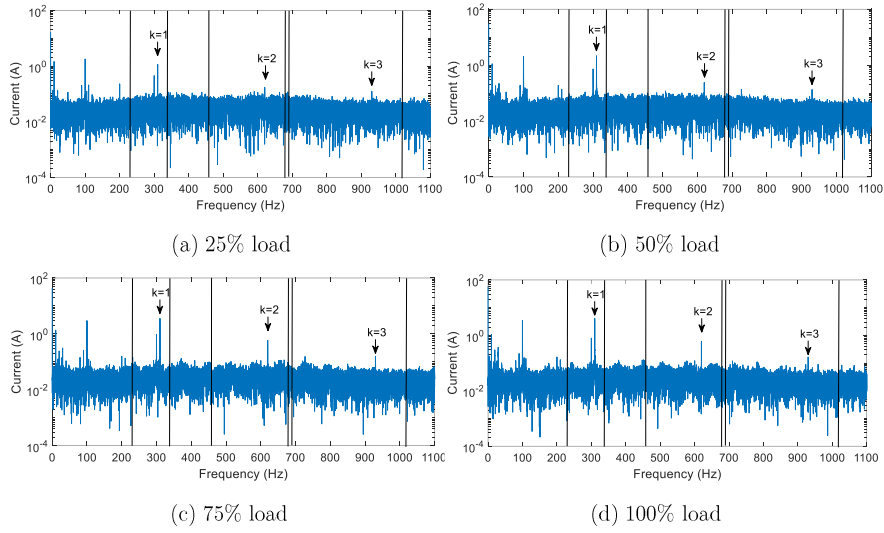 10^2
10^0
10^-2
10^-4
Current (A)
k=1
k=2
k=3
0 100 200 300 400 500 600 700 800 900 1000 1100
Frequency (Hz)
(a) 25% load
10^2
10^0
10^-2
10^-4
Current (A)
k=1
k=2
k=3
0 100 200 300 400 500 600 700 800 900 1000 1100
Frequency (Hz)
(b) 50% load
10^2
10^0
10^-2
10^-4
Current (A)
k=1
k=2
k=3
0 100 200 300 400 500 600 700 800 900 1000 1100
Frequency (Hz)
(c) 75% load
10^2
10^0
10^-2
10^-4
Current (A)
k=1
k=2
k=3
0 100 200 300 400 500 600 700 800 900 1000 1100
Frequency (Hz)
(d) 100% load